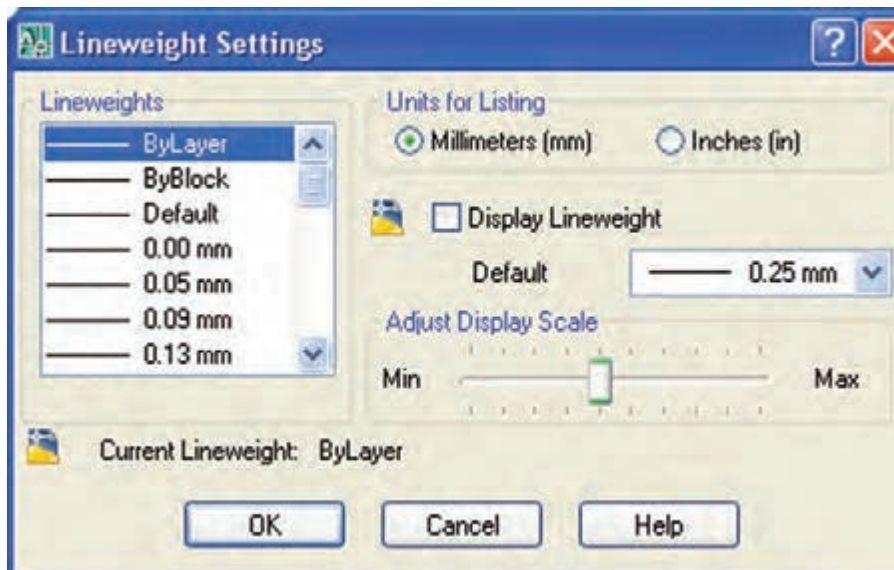 Lineweight Settings
Lineweights
ByLayer
ByBlock
Default
0.00 mm
0.05 mm
0.09 mm
0.13 mm
Units for Listing
Millimeters (mm)
Inches (in)
Display Lineweight
Default
0.25 mm
Adjust Display Scale
Min
Max
Current Lineweight: ByLayer
OK
Cancel
Help